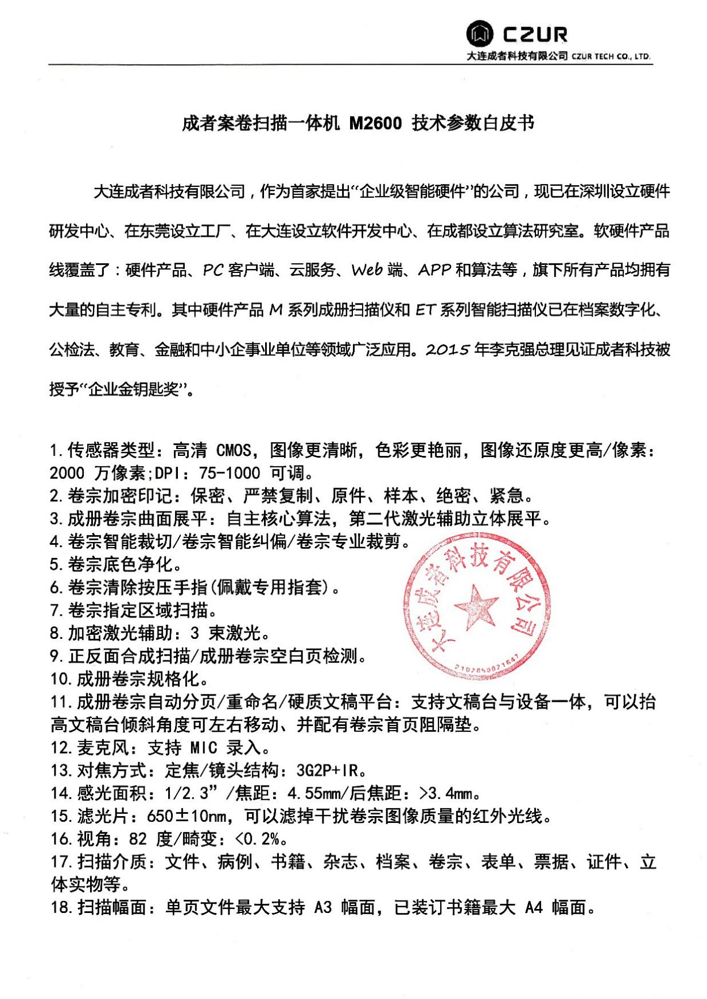 CZUR
大连成者科技有限公司 CZUR TECH CO., LTD.
成者案卷扫描一体机 M2600 技术参数白皮书
大连成者科技有限公司，作为首家提出“企业级智能硬件”的公司，现已在深圳设立硬件
研发中心、在东莞设立工厂、在大连设立软件开发中心、在成都设立算法研究室。软硬件产品
线覆盖了：硬件产品、PC 客户端、云服务、Web 端、APP 和算法等，旗下所有产品均拥有
大量的自主专利。其中硬件产品 M 系列成册扫描仪和 ET 系列智能扫描仪已在档案数字化、
公检法、教育、金融和中小企事业单位等领域广泛应用。2015 年李克强总理见证成者科技被
授予“企业金钥匙奖”。
1.传感器类型：高清 CMOS，图像更清晰，色彩更艳丽，图像还原度更高/像素：
2000 万像素;DPI：75-1000 可调。
2.卷宗加密印记：保密、严禁复制、原件、样本、绝密、紧急。
3.成册卷宗曲面展平：自主核心算法，第二代激光辅助立体展平。
4.卷宗智能裁切/卷宗智能纠偏/卷宗专业裁剪。
5.卷宗底色净化。
6.卷宗清除按压手指(佩戴专用指套)。
7.卷宗指定区域扫描。
8.加密激光辅助：3 束激光。
9.正反面合成扫描/成册卷宗空白页检测。
10.成册卷宗规格化。
11.成册卷宗自动分页/重命名/硬质文稿平台：支持文稿台与设备一体，可以抬
高文稿台倾斜角度可左右移动、并配有卷宗首页阻隔垫。
12.麦克风：支持 MIC 录入。
13.对焦方式：定焦/镜头结构：3G2P+IR。
14.感光面积：1/2.3”/焦距：4.55mm/后焦距：>3.4mm。
15.滤光片：650±10nm，可以滤掉干扰卷宗图像质量的红外光线。
16.视角：82 度/畸变：<0.2%。
17.扫描介质：文件、病例、书籍、杂志、档案、卷宗、表单、票据、证件、立
体实物等。
18.扫描幅面：单页文件最大支持 A3 幅面，已装订书籍最大 A4 幅面。
大连成者科技有限公司